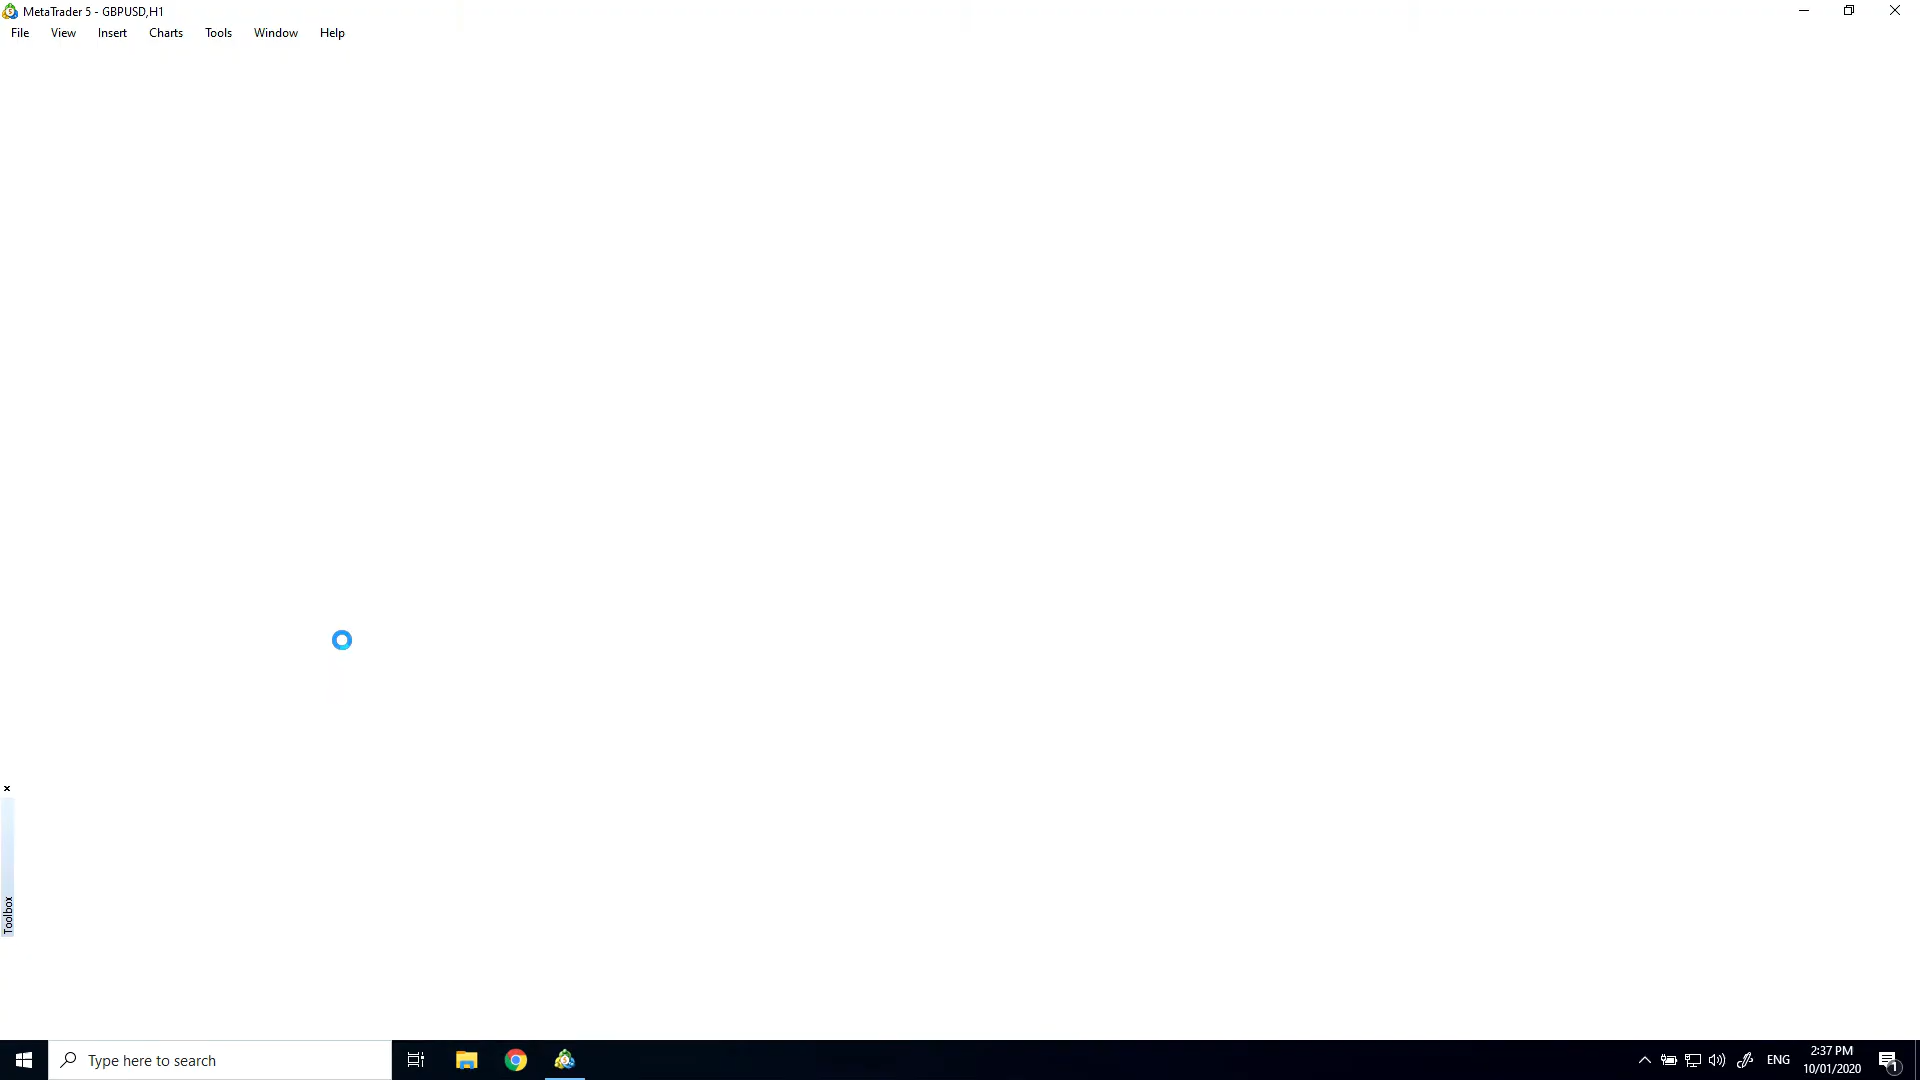 MetaTrader 5 - GBPUSD,H1
File View Insert Charts Tools Window Help
Toolbox
Type here to search
ENG
2:37 PM
10/01/2020
1